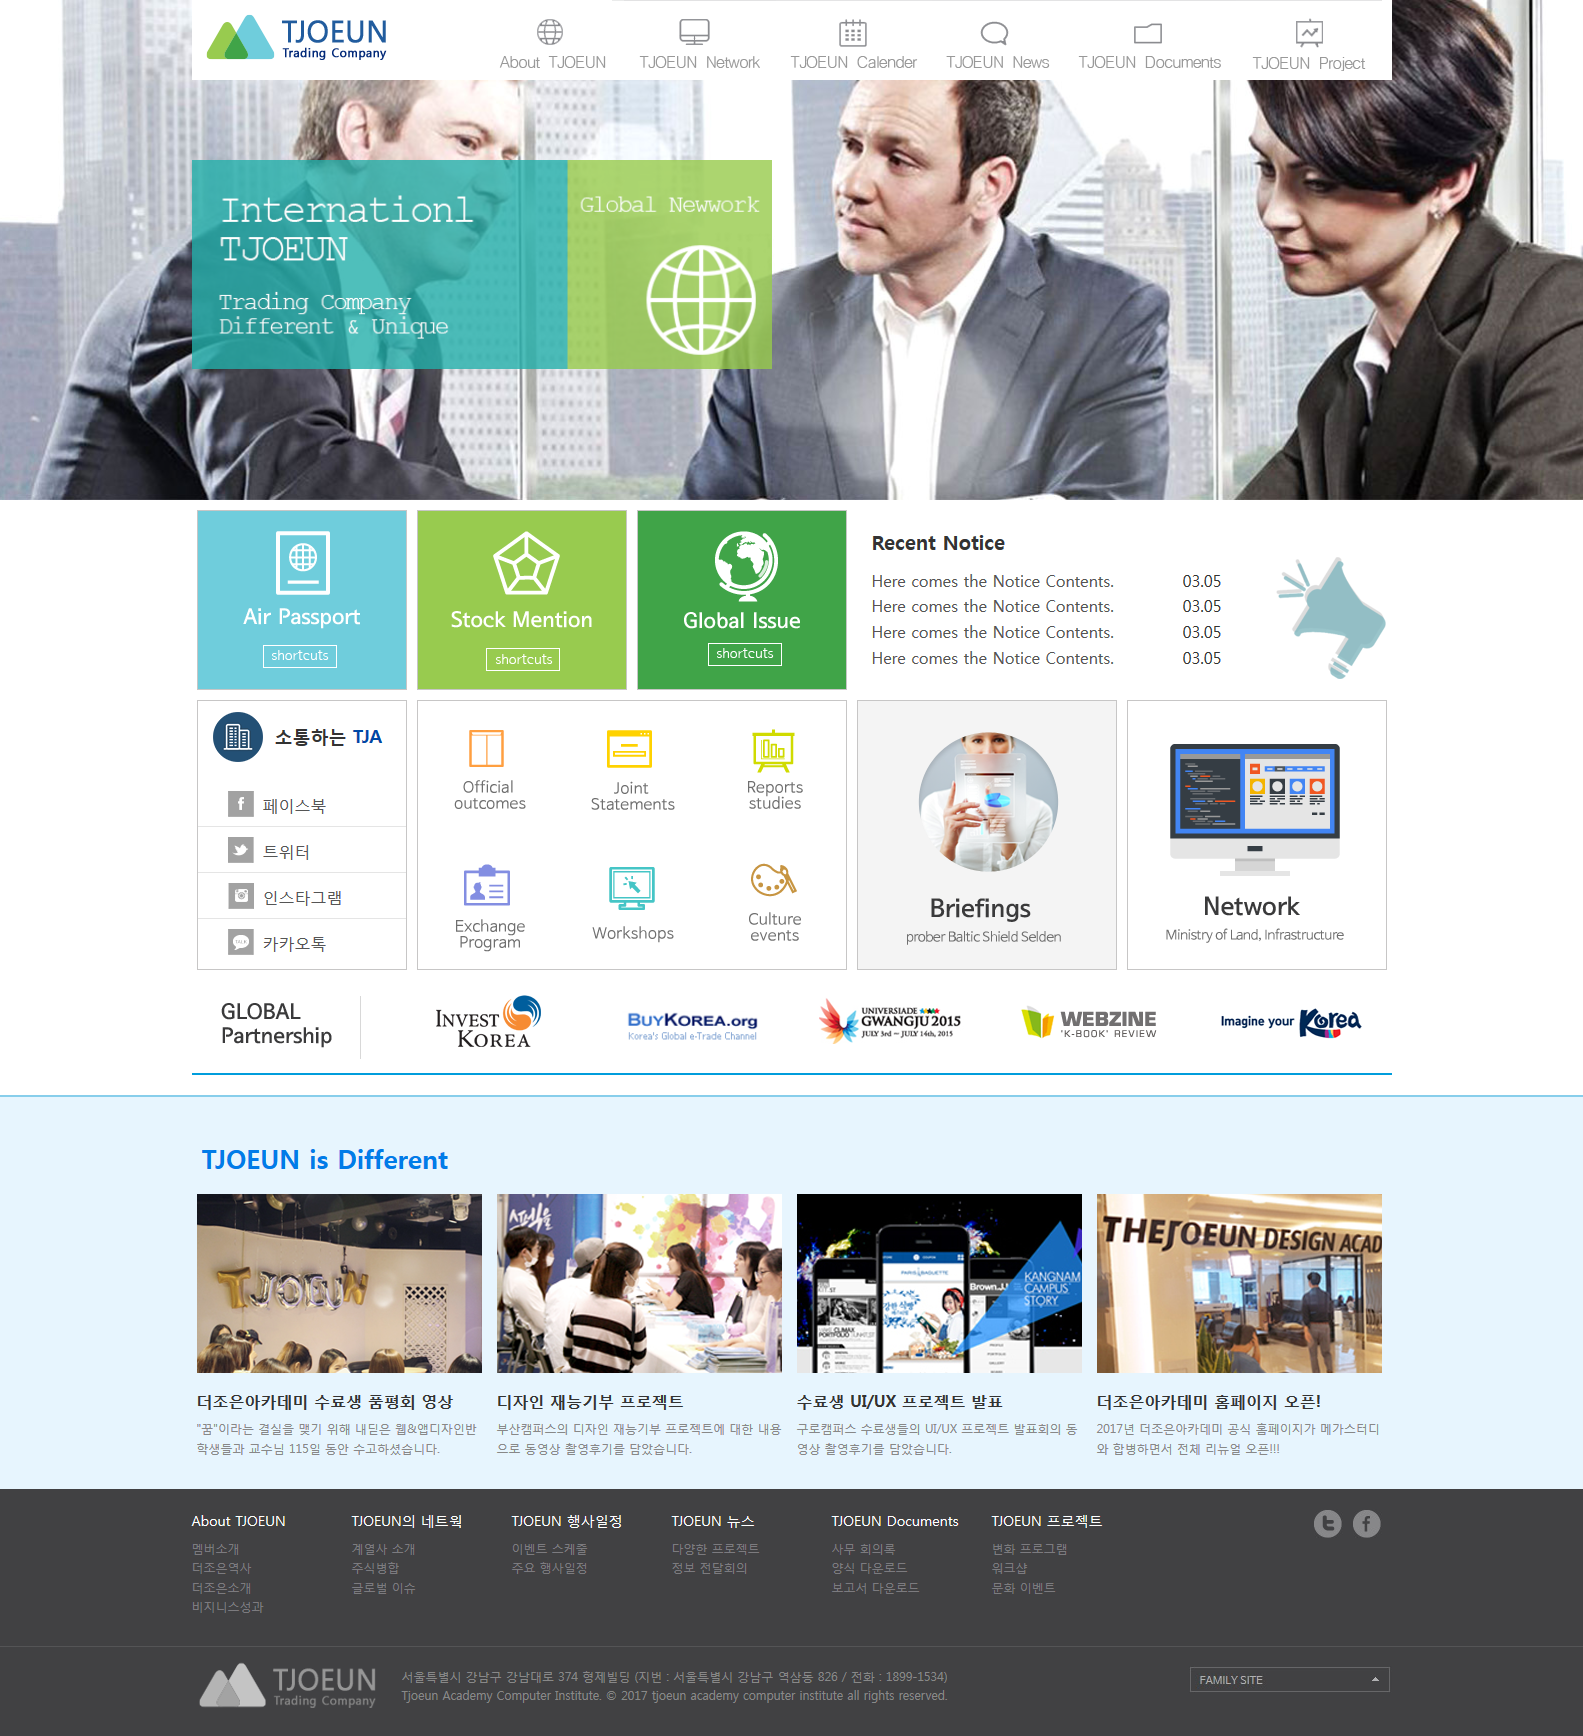 TJOEUN
Trading Company
About TJOEUN
TJOEUN Network
TJOEUN Calender
TJOEUN News
TJOEUN Documents
TJOEUN Project
Internationl
TJOEUN
Trading Company
Different & Unique
Global Newwork
Air Passport
shortcuts
Stock Mention
shortcuts
Global Issue
shortcuts
Recent Notice
Here comes the Notice Contents. 03.05
Here comes the Notice Contents. 03.05
Here comes the Notice Contents. 03.05
Here comes the Notice Contents. 03.05
소통하는 TJA
페이스북
트위터
인스타그램
카카오톡
Official
outcomes
Joint
Statements
Reports
studies
Exchange
Program
Workshops
Culture
events
Briefings
prober Baltic Shield Selden
Network
Ministry of Land, Infrastructure
GLOBAL
Partnership
INVEST
KOREA
BUYKOREA.org
Korea's Global e-Trade Channel
UNIVERSIADE
GWANGJU 2015
JULY 3rd ~ JULY 14th, 2015
WEBZINE
'K-BOOK' REVIEW
Imagine your Korea
TJOEUN is Different
TJOEUN
PARIS BAGUETTE
KANGNAM
CAMPUS
STORY
THEJOEUN DESIGN ACAD
더조은아카데미 수료생 품평회 영상
"꿈"이라는 결실을 맺기 위해 내딛은 웹&앱디자인반
학생들과 교수님 115일 동안 수고하셨습니다.
디자인 재능기부 프로젝트
부산캠퍼스의 디자인 재능기부 프로젝트에 대한 내용
으로 동영상 촬영후기를 담았습니다.
수료생 UI/UX 프로젝트 발표
구로캠퍼스 수료생들의 UI/UX 프로젝트 발표회의 동
영상 촬영후기를 담았습니다.
더조은아카데미 홈페이지 오픈!
2017년 더조은아카데미 공식 홈페이지가 메가스터디
와 합병하면서 전체 리뉴얼 오픈!!!
About TJOEUN
멤버소개
더조은역사
더조은소개
비지니스성과
TJOEUN의 네트웍
계열사 소개
주식병합
글로벌 이슈
TJOEUN 행사일정
이벤트 스케줄
주요 행사일정
TJOEUN 뉴스
다양한 프로젝트
정보 전달회의
TJOEUN Documents
사무 회의록
양식 다운로드
보고서 다운로드
TJOEUN 프로젝트
변화 프로그램
워크샵
문화 이벤트
TJOEUN
Trading Company
서울특별시 강남구 강남대로 374 형제빌딩 (지번 : 서울특별시 강남구 역삼동 826 / 전화 : 1899-1534)
Tjoeun Academy Computer Institute. © 2017 tjoeun academy computer institute all rights reserved.
FAMILY SITE